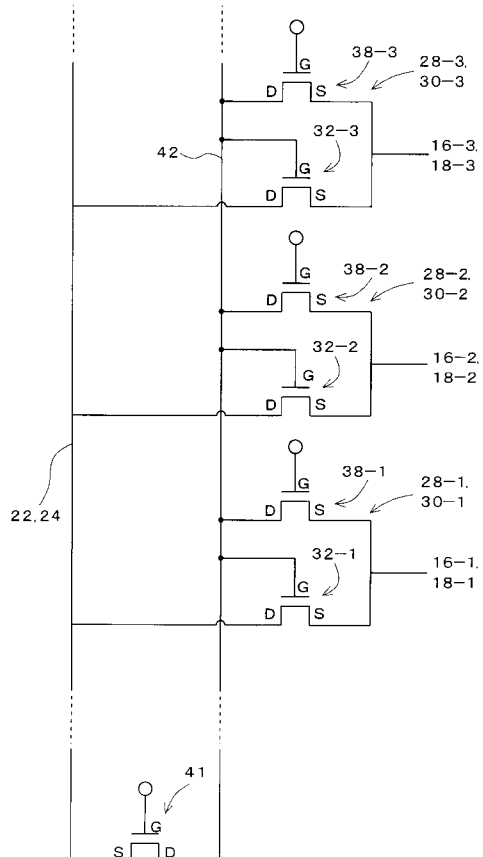 G
38-3
28-3,
30-3
D S
32-3
42
G
16-3,
18-3
D S
G
38-2
28-2,
30-2
D S
32-2
G
16-2,
18-2
D S
G
38-1
28-1,
30-1
D S
22,24
32-1
G
16-1,
18-1
D S
41
G
S D